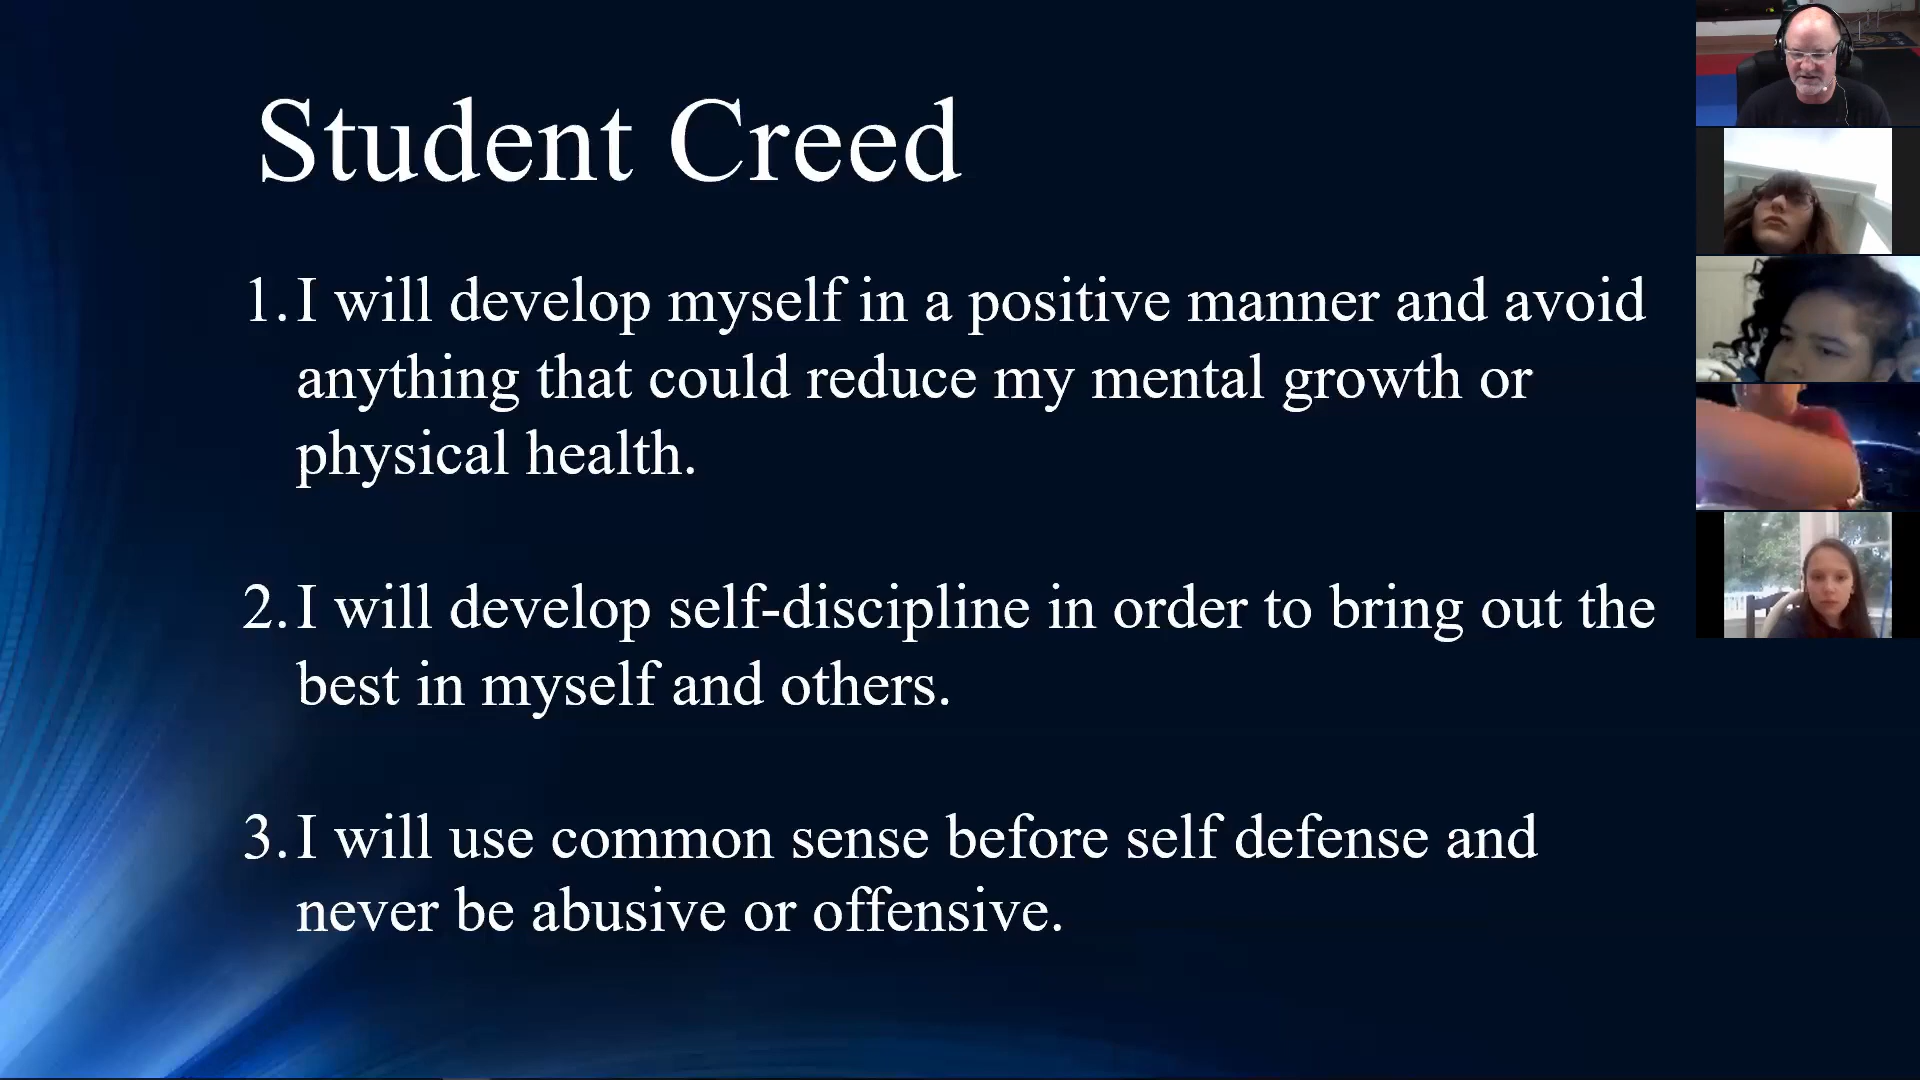 Student Creed
1. I will develop myself in a positive manner and avoid
anything that could reduce my mental growth or
physical health.
2. I will develop self-discipline in order to bring out the
best in myself and others.
3. I will use common sense before self defense and
never be abusive or offensive.